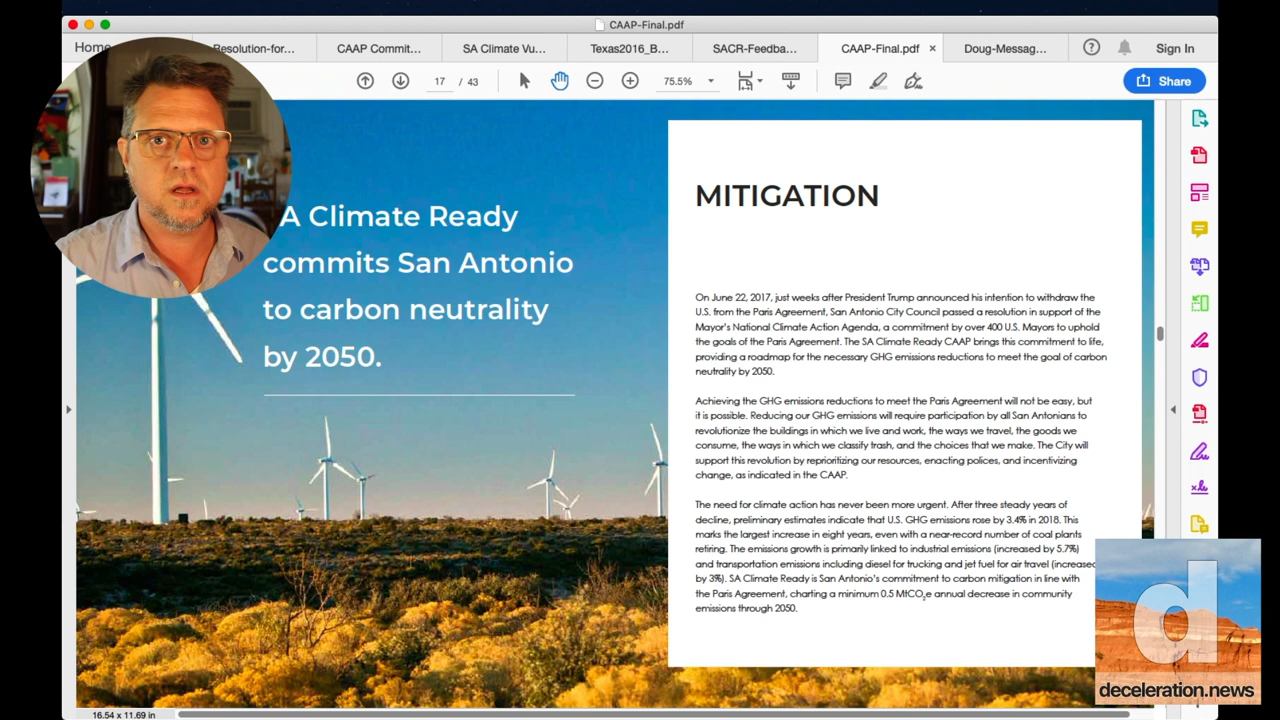 CAAP-Final.pdf
Home
Resolution-for...
CAAP Commit...
SA Climate Vu...
Texas2016_B...
SACR-Feedba...
CAAP-Final.pdf ×
Doug-Messag...
Sign In
17 / 43
75.5%
Share
A Climate Ready
commits San Antonio
to carbon neutrality
by 2050.
MITIGATION
On June 22, 2017, just weeks after President Trump announced his intention to withdraw the
U.S. from the Paris Agreement, San Antonio City Council passed a resolution in support of the
Mayor's National Climate Action Agenda, a commitment by over 400 U.S. Mayors to uphold
the goals of the Paris Agreement. The SA Climate Ready CAAP brings this commitment to life,
providing a roadmap for the necessary GHG emissions reductions to meet the goal of carbon
neutrality by 2050.
Achieving the GHG emissions reductions to meet the Paris Agreement will not be easy, but
it is possible. Reducing our GHG emissions will require participation by all San Antonians to
revolutionize the buildings in which we live and work, the ways we travel, the goods we
consume, the ways in which we classify trash, and the choices that we make. The City will
support this revolution by reprioritizing our resources, enacting polices, and incentivizing
change, as indicated in the CAAP.
The need for climate action has never been more urgent. After three steady years of
decline, preliminary estimates indicate that U.S. GHG emissions rose by 3.4% in 2018. This
marks the largest increase in eight years, even with a near-record number of coal plants
retiring. The emissions growth is primarily linked to industrial emissions (increased by 5.7%)
and transportation emissions including diesel for trucking and jet fuel for air travel (increased
by 3%). SA Climate Ready is San Antonio's commitment to carbon mitigation in line with
the Paris Agreement, charting a minimum 0.5 MtCO₂e annual decrease in community
emissions through 2050.
d
deceleration.news
16.54 x 11.69 in